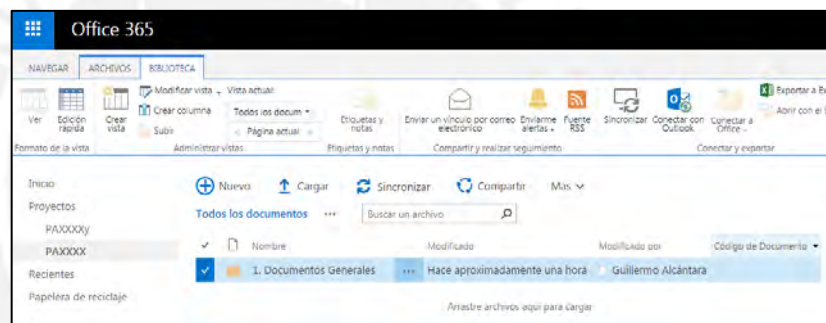 Office 365
NAVEGAR ARCHIVOS BIBLIOTECA
Ver
Edición rápida
Crear vista
Modificar vista
Crear columna
Subir
Vista actual:
Todos los docum
Página actual
Etiquetas y notas
Enviar un vínculo por correo electrónico
Enviarme alertas
Fuente RSS
Sincronizar
Conectar con Outlook
Conectar a Office
Exportar a Ex
Abrir con el
Formato de la vista Administrar vistas Etiquetas y notas Compartir y realizar seguimiento Conectar y exportar
Inicio
Proyectos
PAXXXXy
PAXXXX
Recientes
Papelera de reciclaje
Nuevo Cargar Sincronizar Compartir Más
Todos los documentos ... Buscar un archivo
Nombre Modificado Modificado por Código de Documento
1. Documentos Generales ... Hace aproximadamente una hora Guillermo Alcántara
Arrastre archivos aquí para cargar